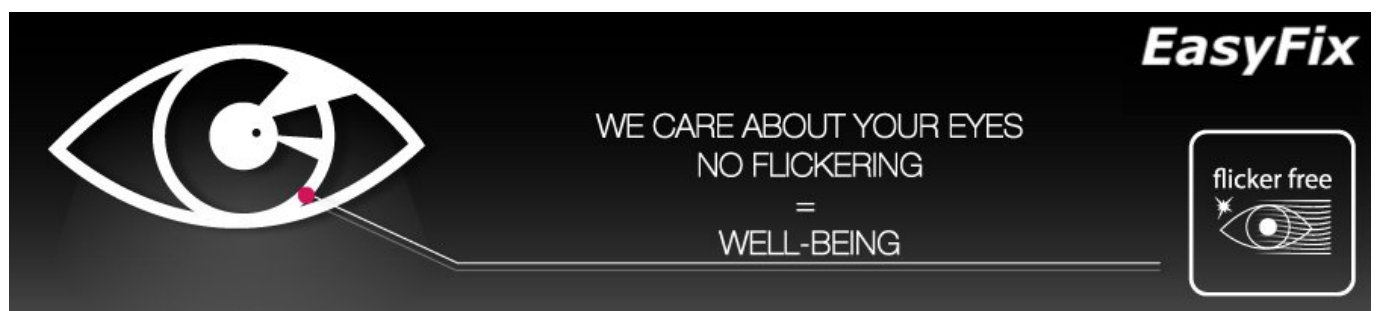 EasyFix
WE CARE ABOUT YOUR EYES
NO FLICKERING
=
WELL-BEING
flicker free